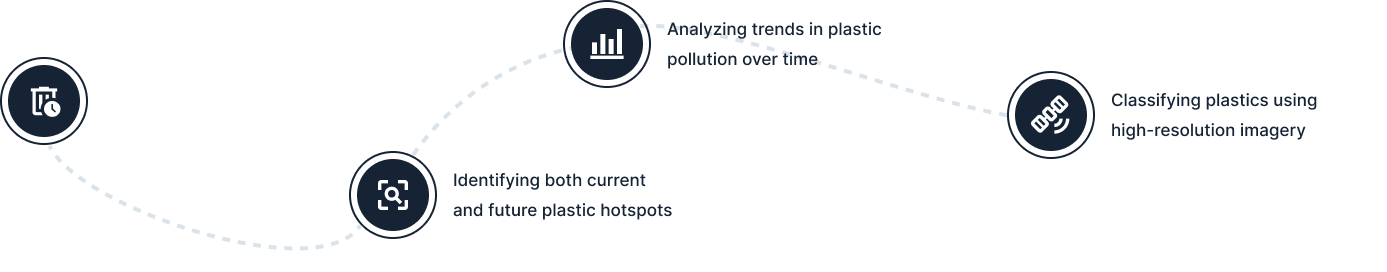 Analyzing trends in plastic
pollution over time
Classifying plastics using
high-resolution imagery
Identifying both current
and future plastic hotspots